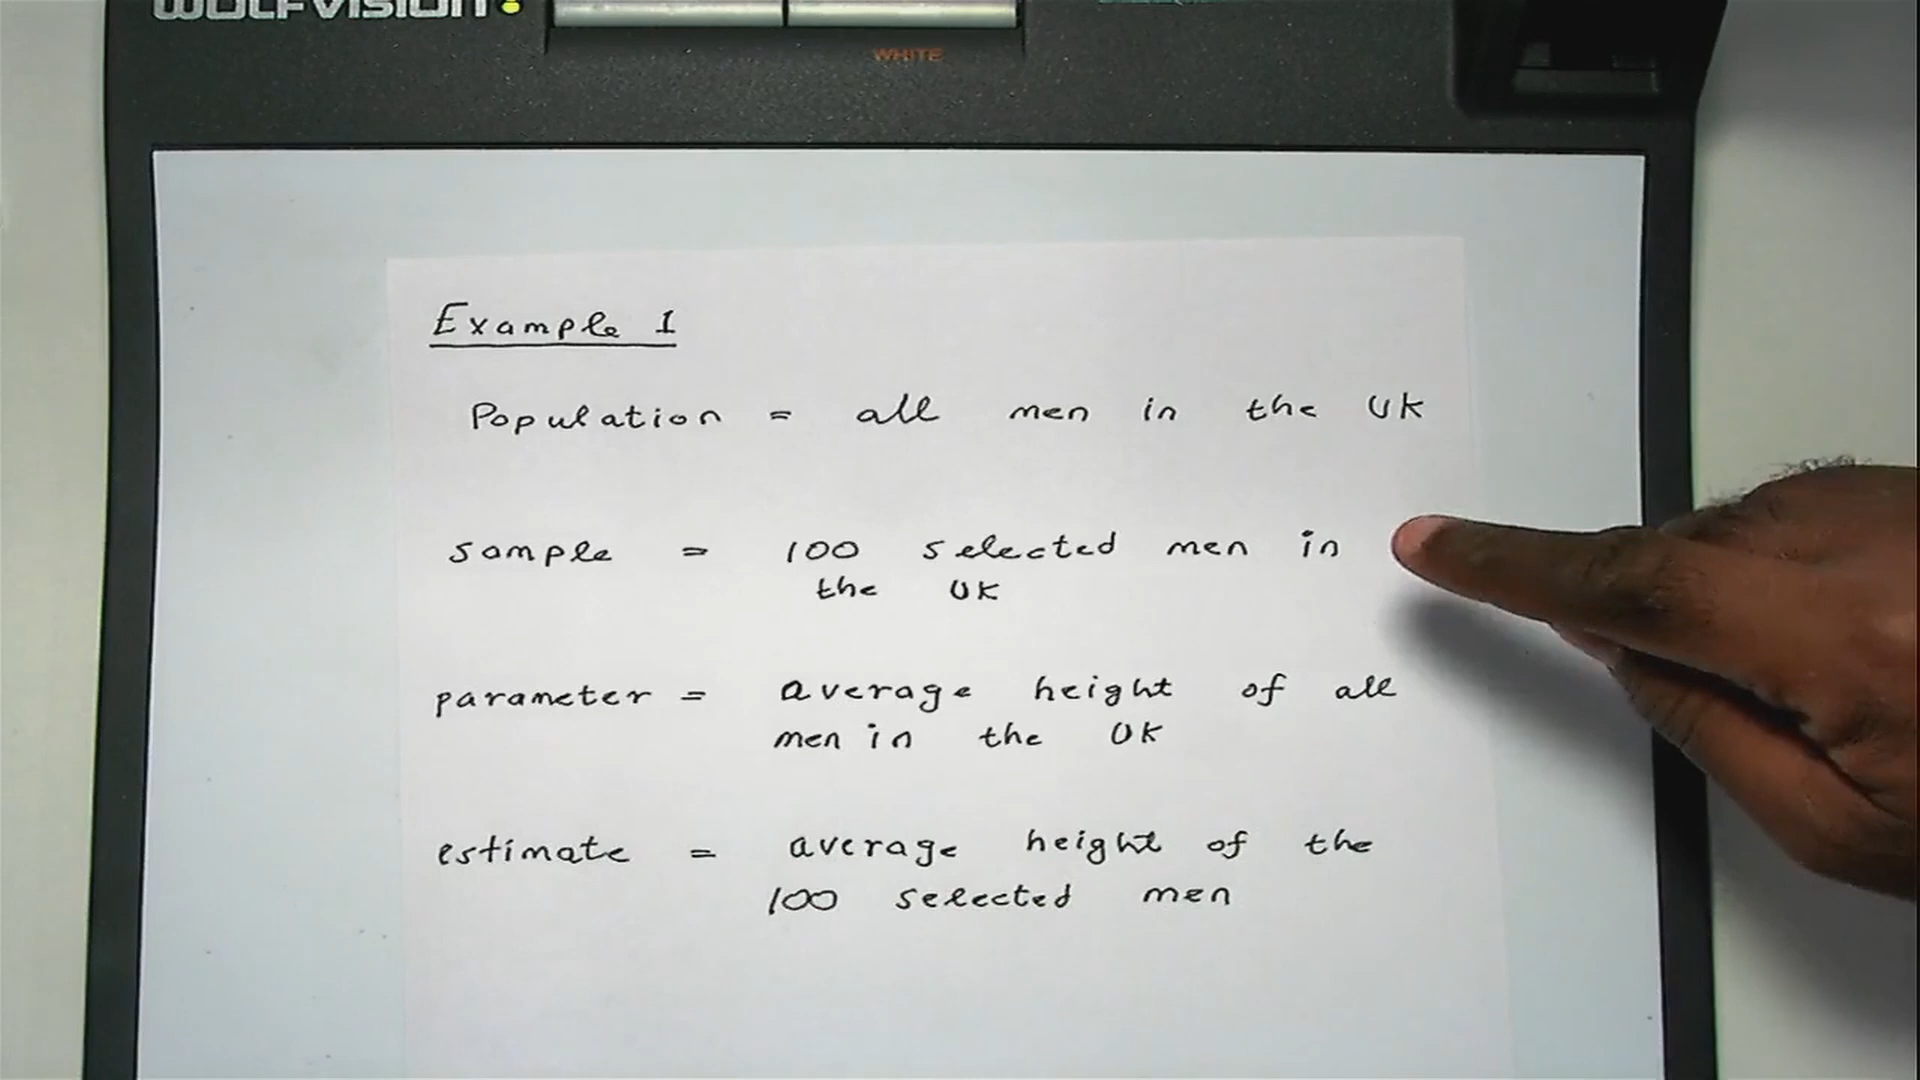 WOLFVISION
WHITE
Example 1
Population = all men in the UK
sample = 100 selected men in
the UK
parameter = average height of all
men in the UK
estimate = average height of the
100 selected men